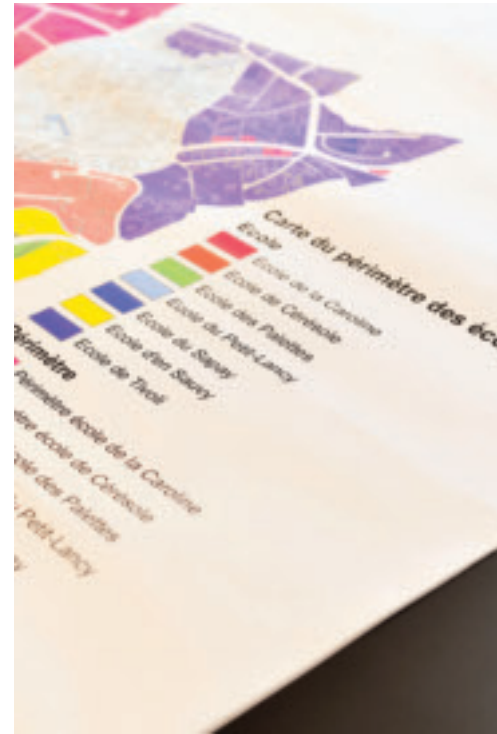 Carte du périmètre des éco
Ecole
Ecole de la Caroline
Ecole de Cérésole
Ecole des Palettes
Ecole du Petit-Lancy
Ecole du Sapay
Ecole d'en Sauvy
Ecole de Tivoli
Périmètre
Périmètre école de la Caroline
tre école de Cérésole
cole des Palettes
Petit-Lancy